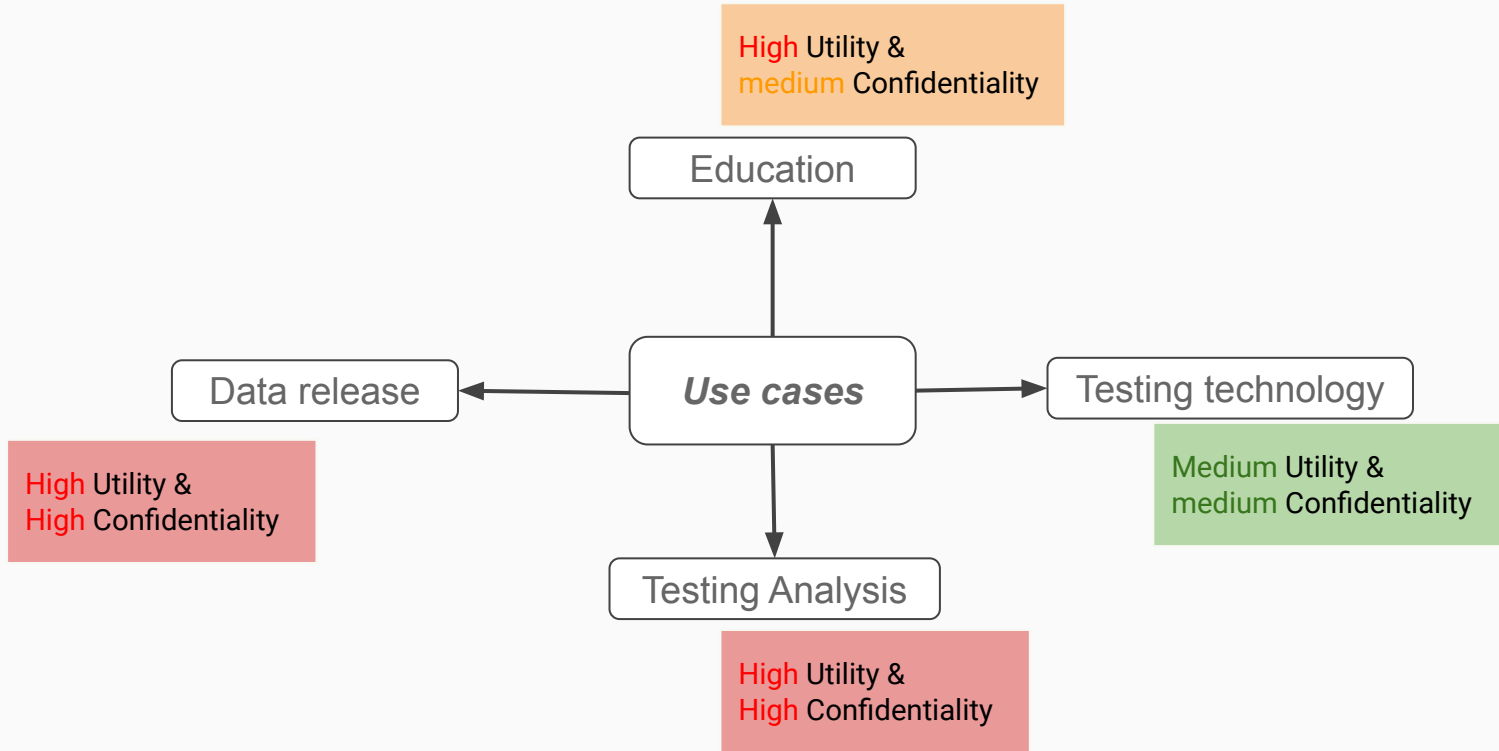 High Utility &
medium Confidentiality
Education
Data release
Use cases
Testing technology
High Utility &
High Confidentiality
Medium Utility &
medium Confidentiality
Testing Analysis
High Utility &
High Confidentiality